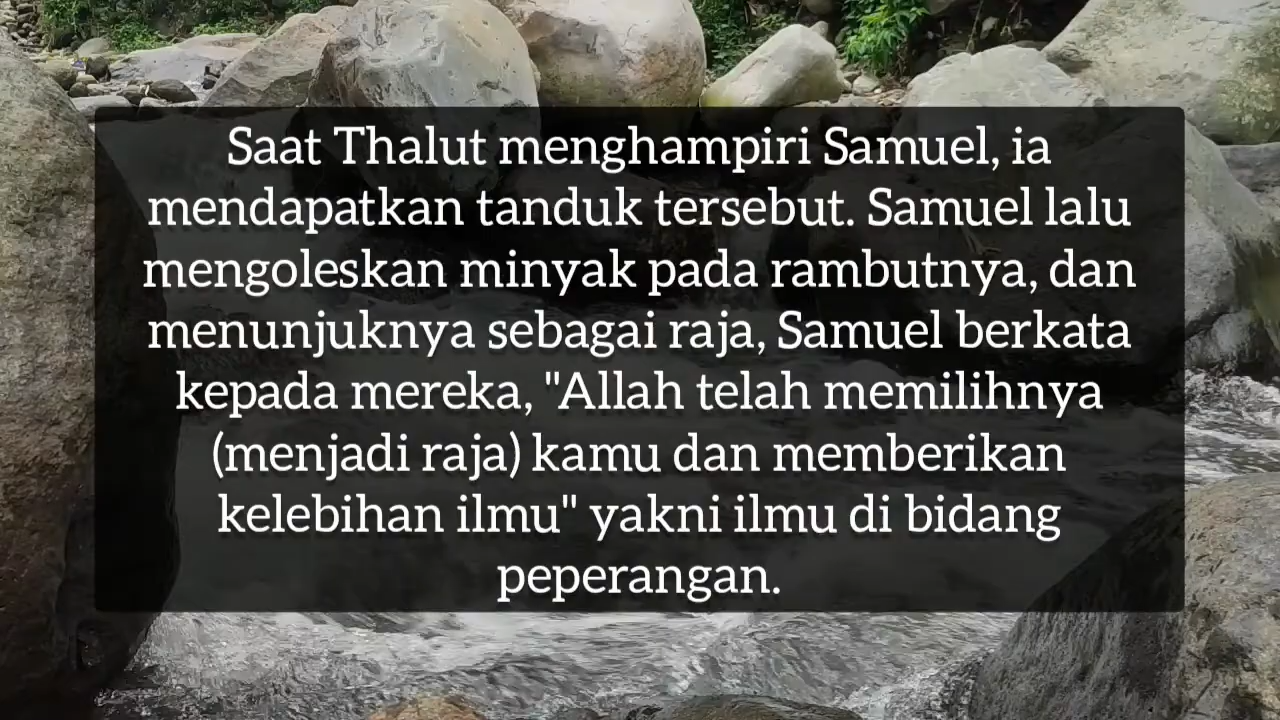 Saat Thalut menghampiri Samuel, ia
mendapatkan tanduk tersebut. Samuel lalu
mengoleskan minyak pada rambutnya, dan
menunjuknya sebagai raja, Samuel berkata
kepada mereka, "Allah telah memilihnya
(menjadi raja) kamu dan memberikan
kelebihan ilmu" yakni ilmu di bidang
peperangan.